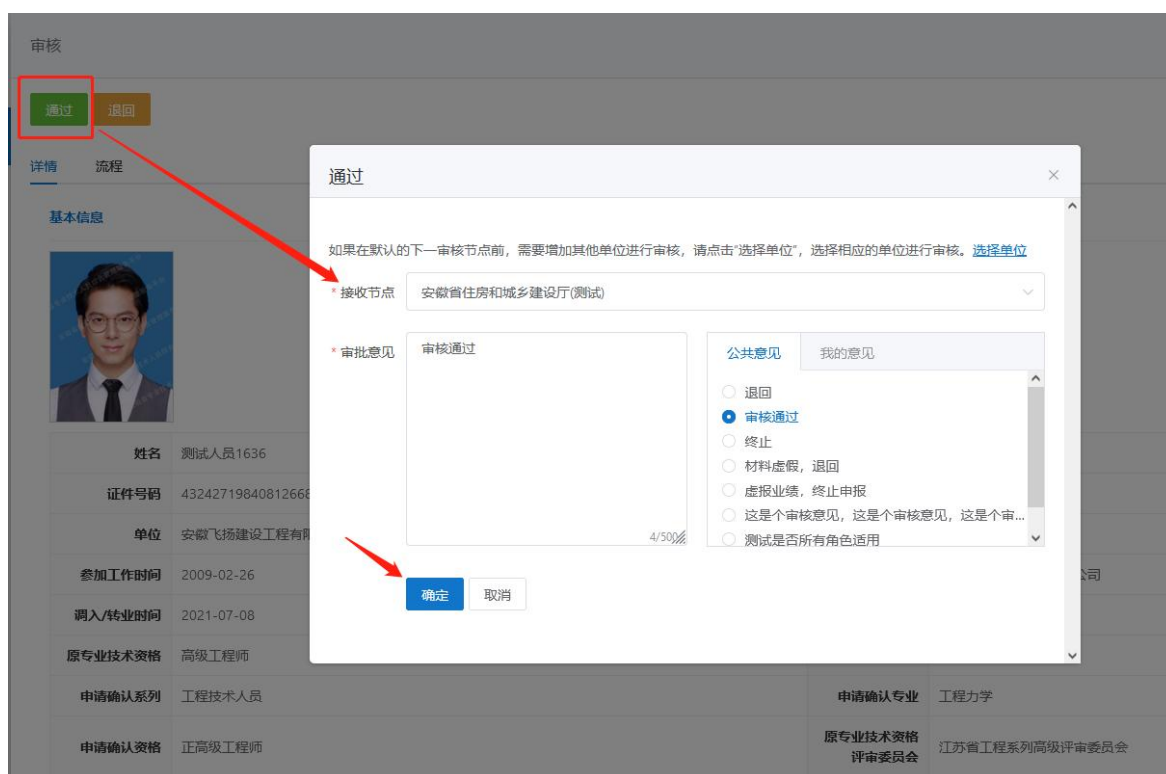 审核
通过 退回
详情 流程
基本信息
通过
如果在默认的下一审核节点前，需要增加其他单位进行审核，请点击“选择单位”，选择相应的单位进行审核。选择单位
* 接收节点 安徽省住房和城乡建设厅(测试)
* 审批意见 审核通过
4/500
公共意见 我的意见
退回
审核通过
终止
材料虚假，退回
虚报业绩，终止申报
这是个审核意见，这是个审核意见，这是个审...
测试是否所有角色适用
确定 取消
姓名 测试人员1636
证件号码 43242719840812668
单位 安徽飞扬建设工程有
参加工作时间 2009-02-26 公司
调入/转业时间 2021-07-08
原专业技术资格 高级工程师
申请确认系列 工程技术人员 申请确认专业 工程力学
申请确认资格 正高级工程师 原专业技术资格
评审委员会 江苏省工程系列高级评审委员会